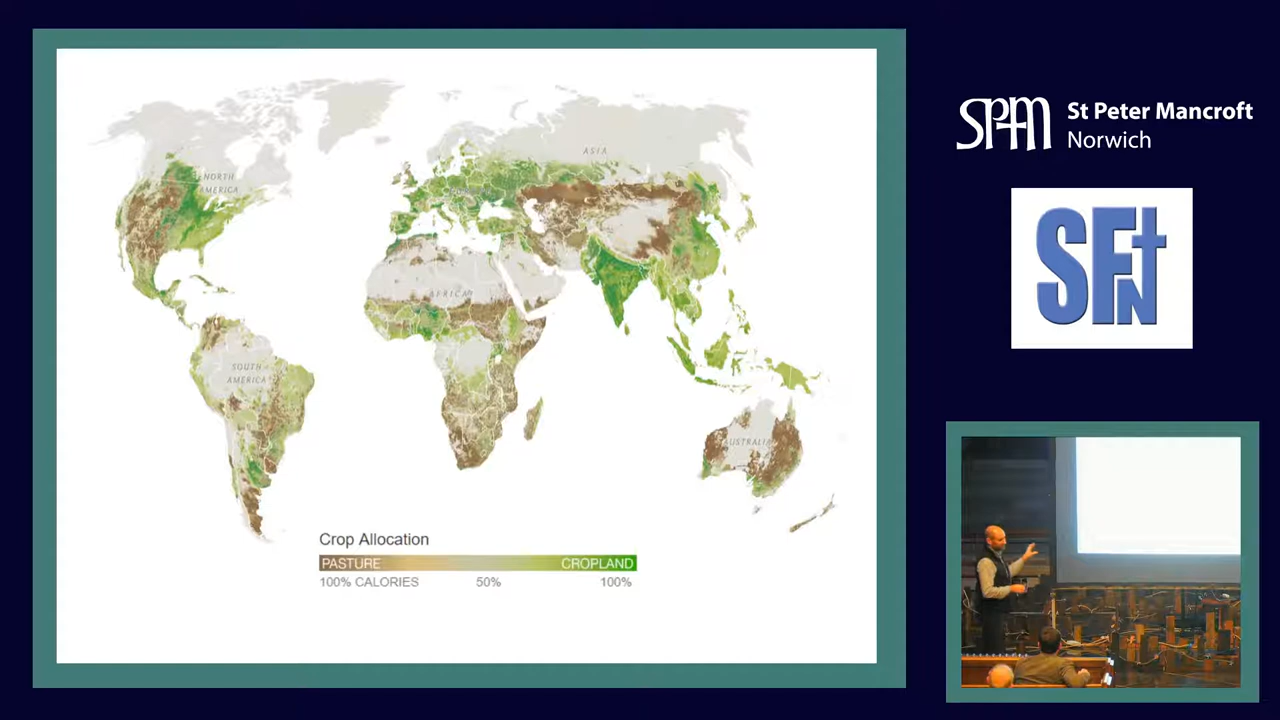 NORTH
AMERICA
ASIA
AFRICA
SOUTH
AMERICA
AUSTRALIA
Crop Allocation
PASTURE CROPLAND
100% CALORIES 50% 100%
SPM St Peter Mancroft
Norwich
SFN